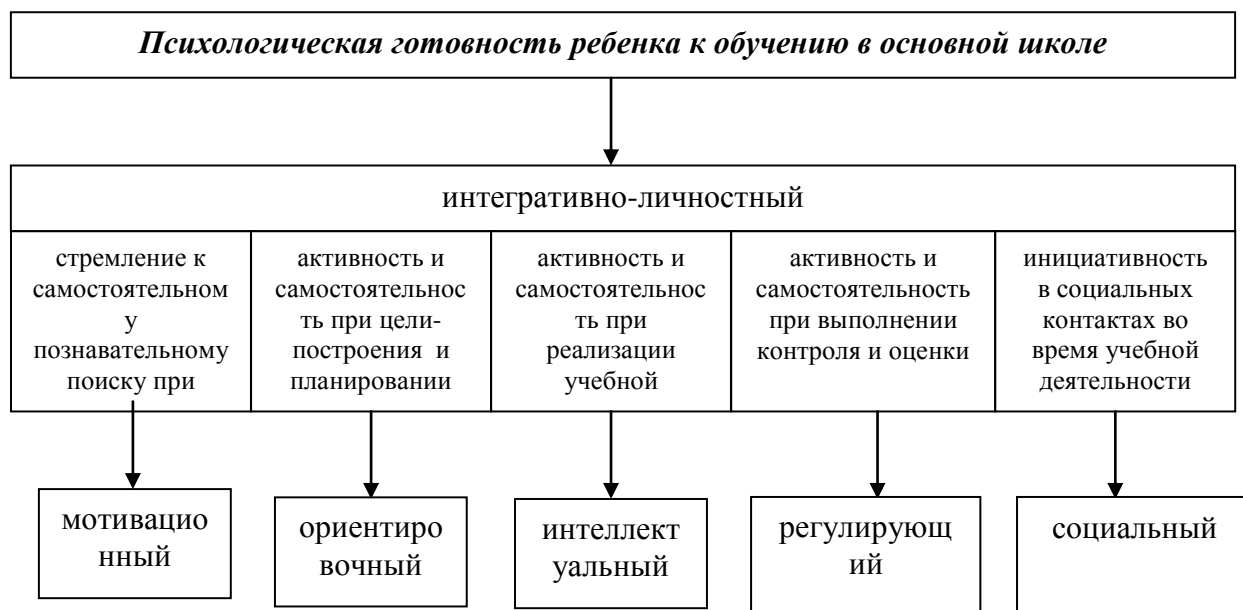 Психологическая готовность ребенка к обучению в основной школе
интегративно-личностный
стремление к
самостоятельном
у
познавательному
поиску при
активность и
самостоятельнос
ть при цели-
построения и
планировании
активность и
самостоятельнос
ть при
реализации
учебной
активность и
самостоятельность
при выполнении
контроля и оценки
инициативность
в социальных
контактах во
время учебной
деятельности
мотивацио
нный
ориентиро
вочный
интеллект
уальный
регулирующ
ий
социальный